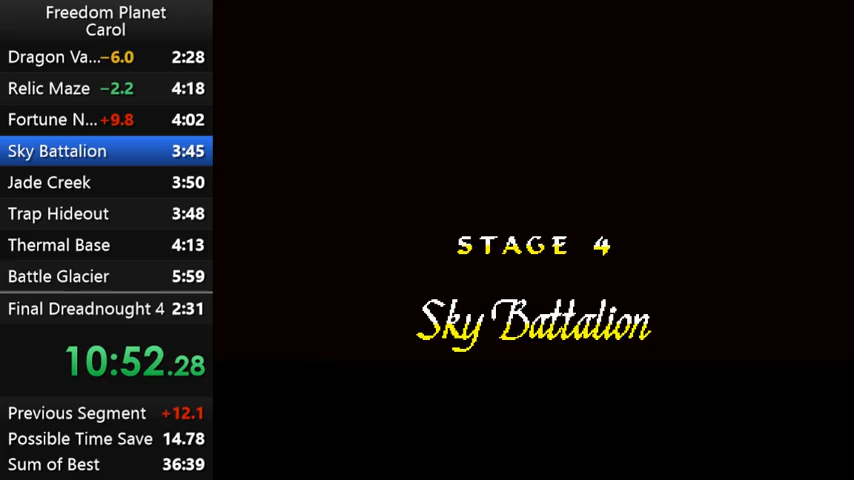 Freedom Planet
Carol
Dragon Va...−6.0 2:28
Relic Maze −2.2 4:18
Fortune N...+9.8 4:02
Sky Battalion 3:45
Jade Creek 3:50
Trap Hideout 3:48
Thermal Base 4:13
Battle Glacier 5:59
Final Dreadnought 4 2:31
10:52.28
Previous Segment +12.1
Possible Time Save 14.78
Sum of Best 36:39
STAGE 4
Sky Battalion